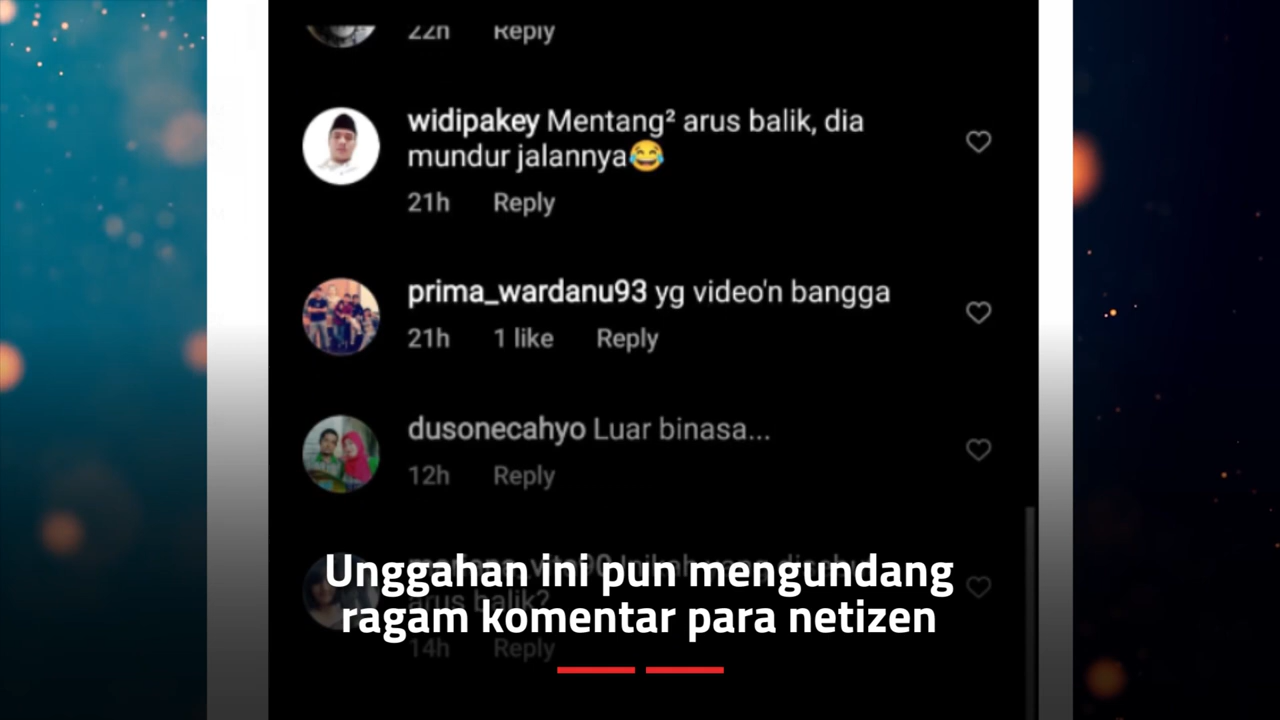 22h Reply
widipakey Mentang² arus balik, dia
mundur jalannya😂
21h Reply
prima_wardanu93 yg video'n bangga
21h 1 like Reply
dusonecahyo Luar binasa...
12h Reply
arus balik?
14h Reply
Unggahan ini pun mengundang
ragam komentar para netizen